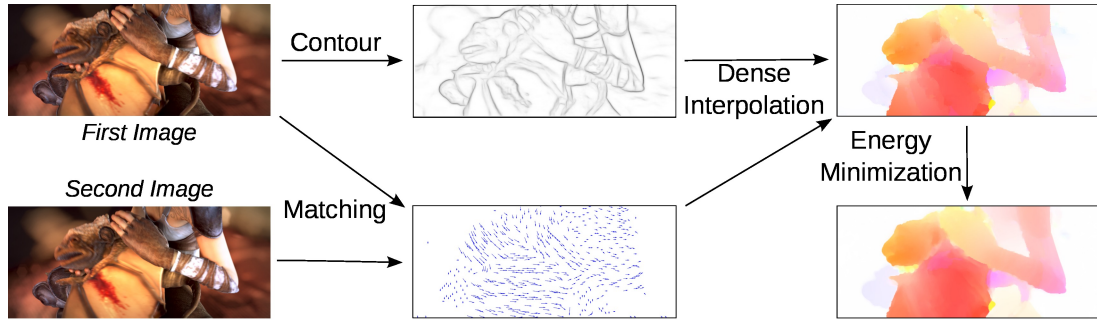 Contour
First Image
Dense
Interpolation
Second Image
Matching
Energy
Minimization